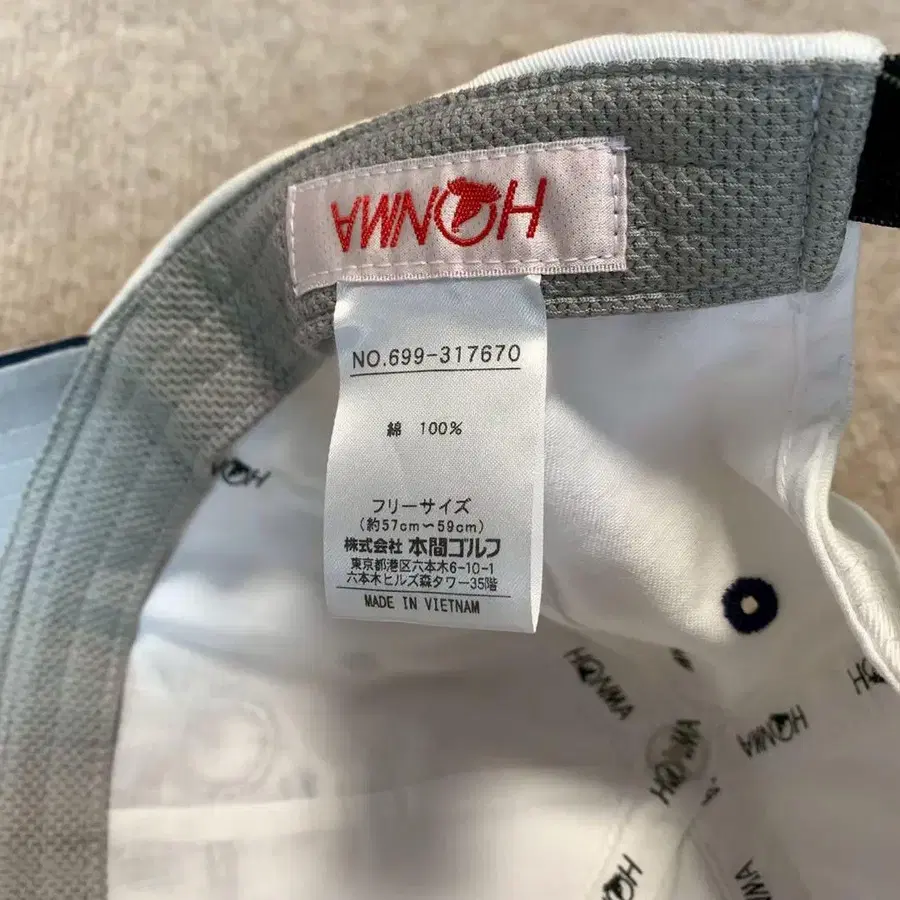 HONMA
NO.699-317670
綿 100%
フリーサイズ
(約57cm～59cm)
株式会社 本間ゴルフ
東京都港区六本木6-10-1
六本木ヒルズ森タワー35階
MADE IN VIETNAM
HONMA
HONMA
HONMA
HONMA